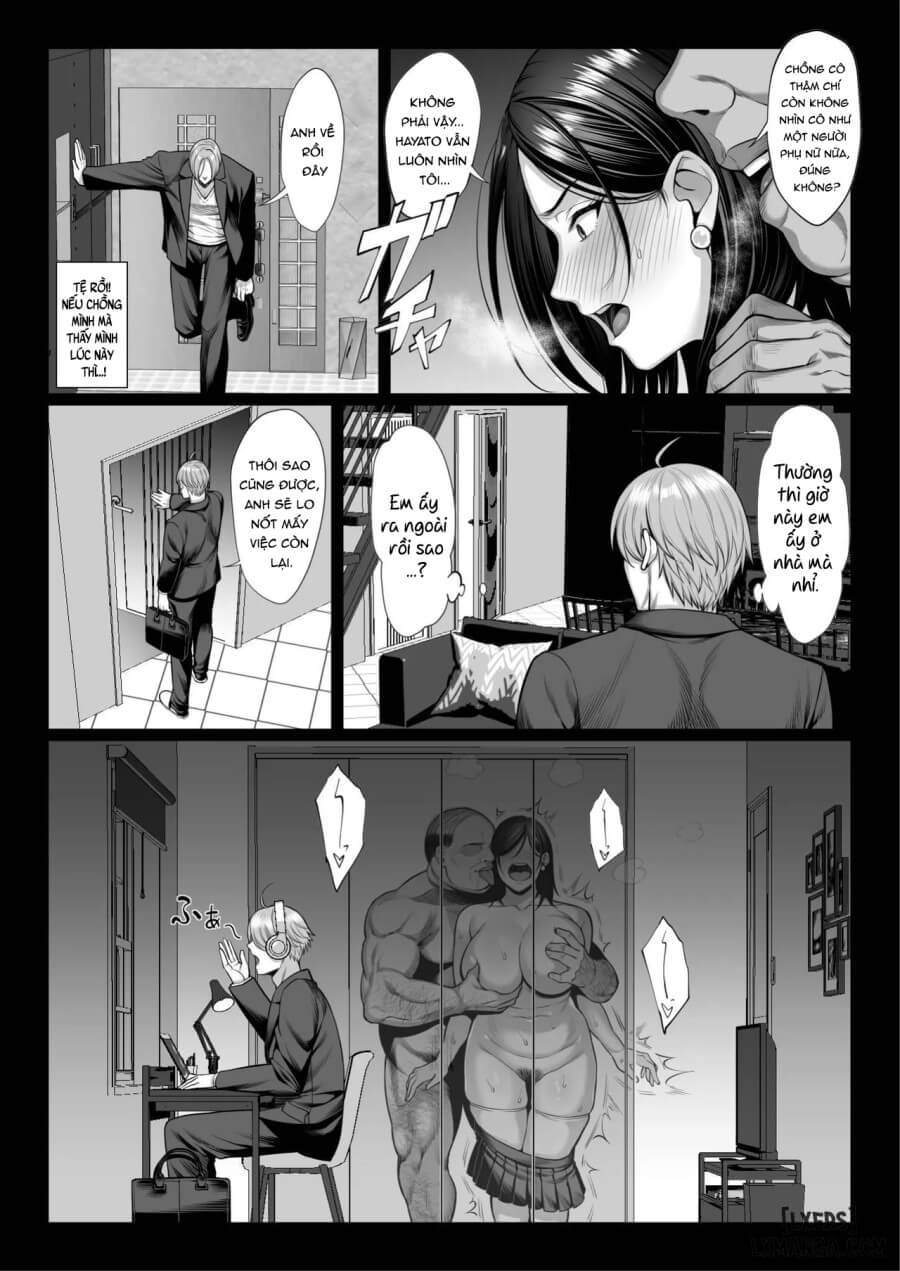 CHỒNG CÔ
THẬM CHÍ
CÒN KHÔNG
NHÌN CÔ NHƯ
MỘT NGƯỜI
PHỤ NỮ NỮA,
ĐÚNG
KHÔNG?
KHÔNG
PHẢI VẬY...
HAYATO VẪN
LUÔN NHÌN
TÔI...
ガチャ
ANH VỀ
RỒI ĐÂY
TỆ RỒI!
NẾU CHỒNG
MÌNH MÀ
THẤY MÌNH
LÚC NÀY
THÌ..!
Thường
thì giờ
này em
ấy ở
nhà mà
nhỉ.
Em ấy
ra ngoài
rồi sao
...?
THÔI SAO
CŨNG ĐƯỢC,
ANH SẼ LO
NỐT MẤY
VIỆC CÒN
LẠI.
ふぁ〜
[LXERS]